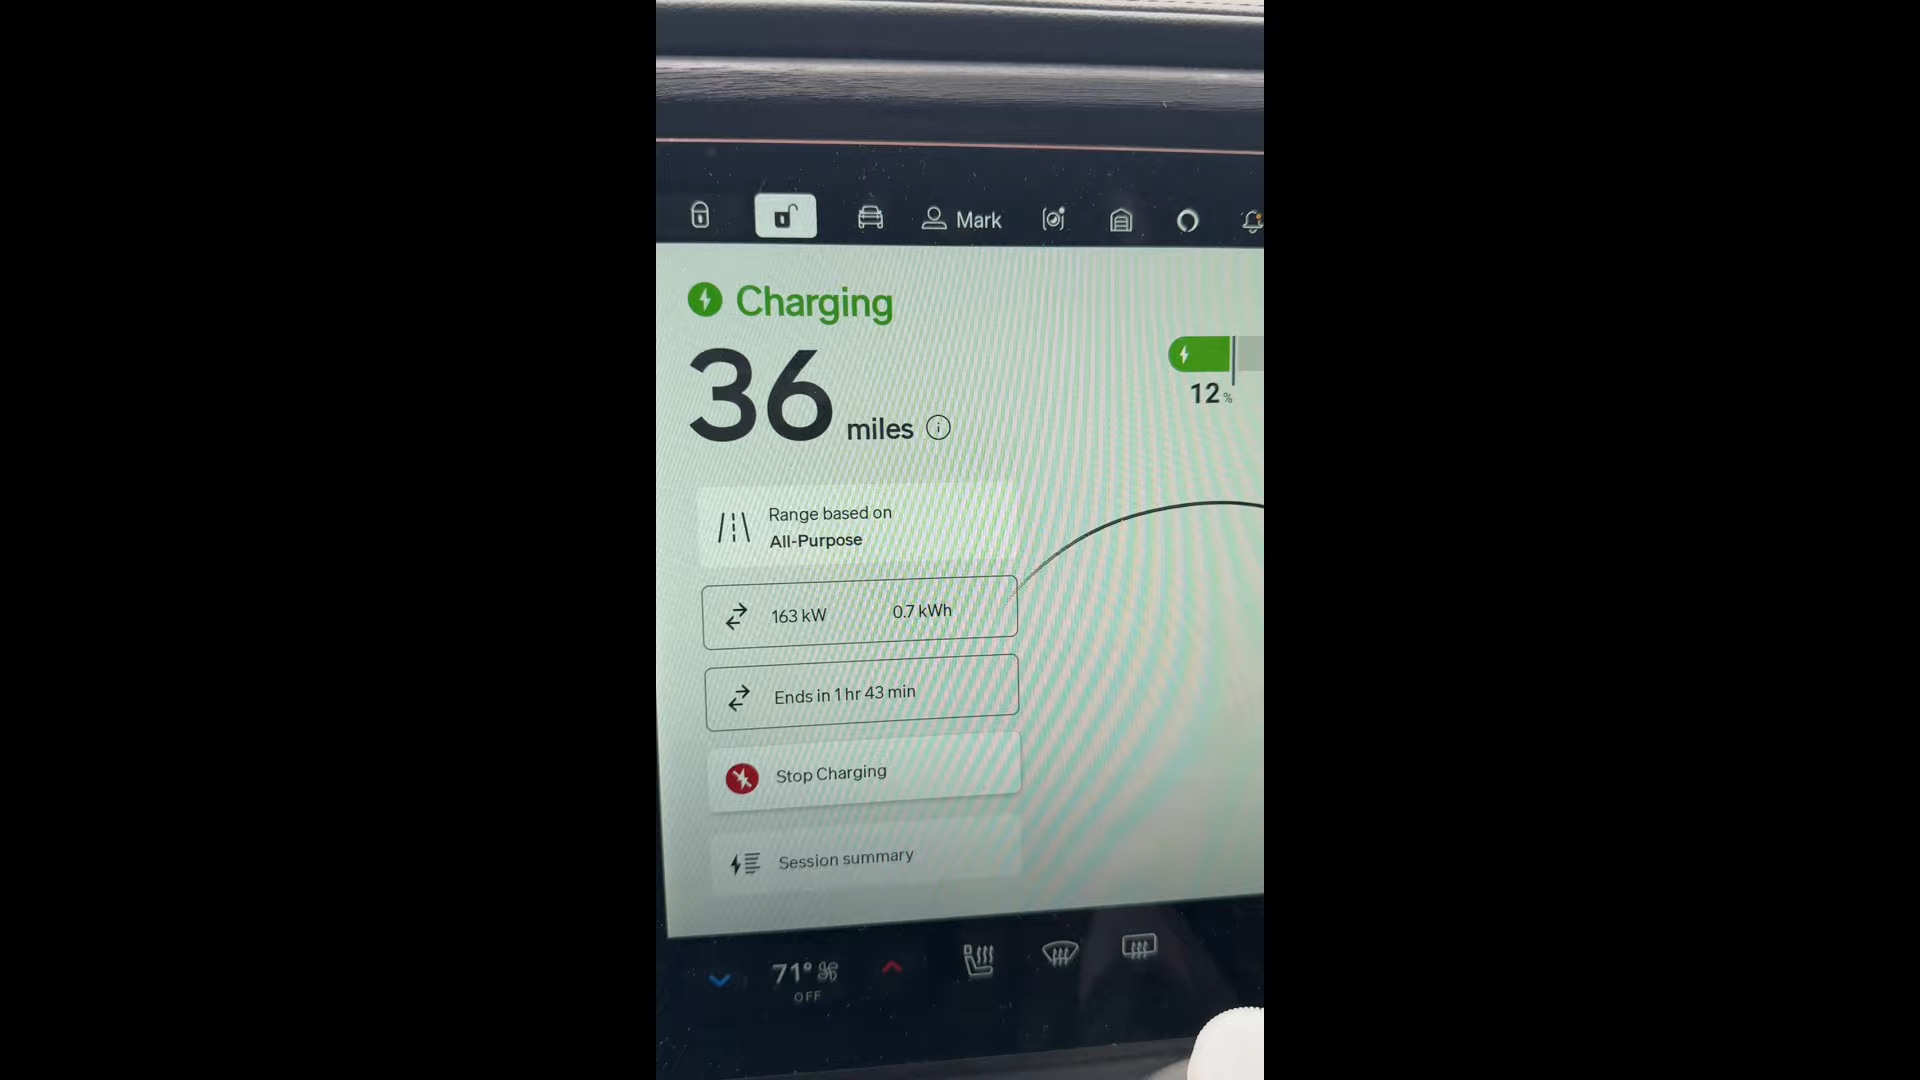 Mark
Charging
36 miles
12%
Range based on
All-Purpose
163 kW 0.7 kWh
Ends in 1 hr 43 min
Stop Charging
Session summary
71°
OFF